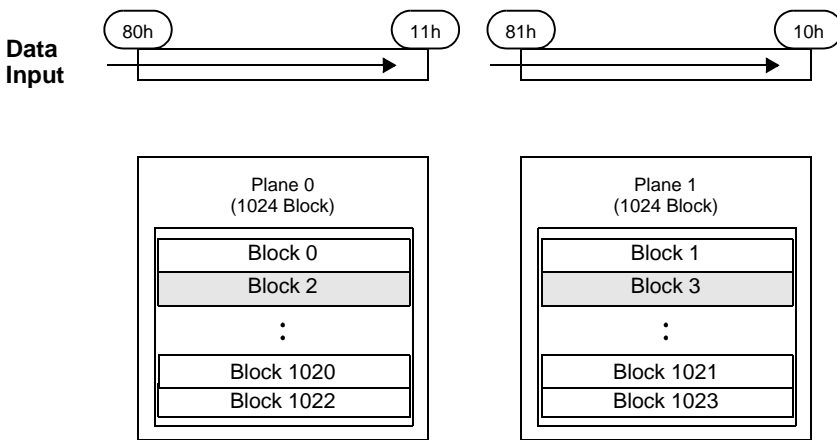 80h
11h
81h
10h
Data
Input
Plane 0
(1024 Block)
Block 0
Block 2
:
Block 1020
Block 1022
Plane 1
(1024 Block)
Block 1
Block 3
:
Block 1021
Block 1023